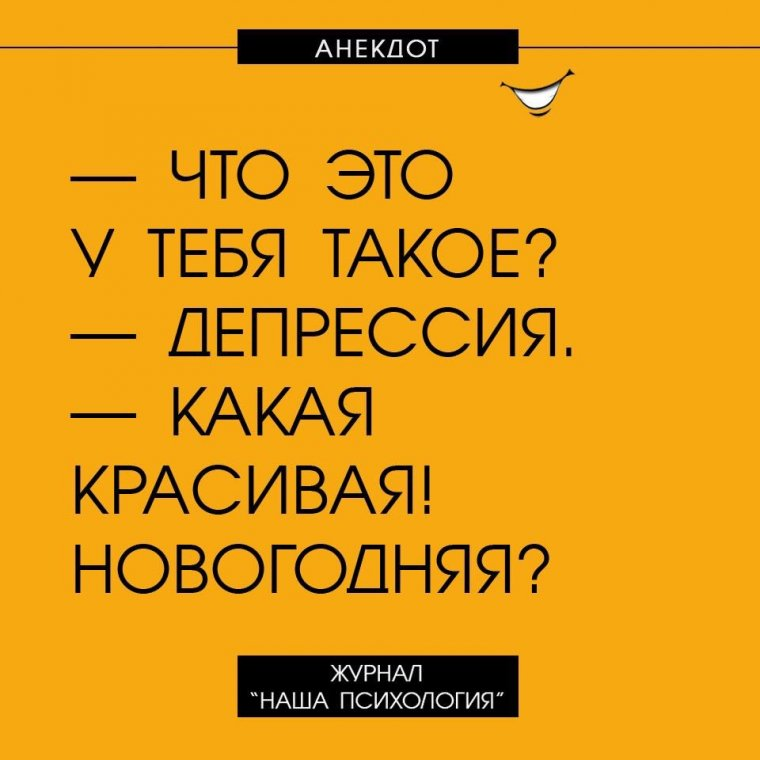 АНЕКДОТ
— ЧТО ЭТО
У ТЕБЯ ТАКОЕ?
— ДЕПРЕССИЯ.
— КАКАЯ
КРАСИВАЯ!
НОВОГОДНЯЯ?
ЖУРНАЛ
“НАША ПСИХОЛОГИЯ”